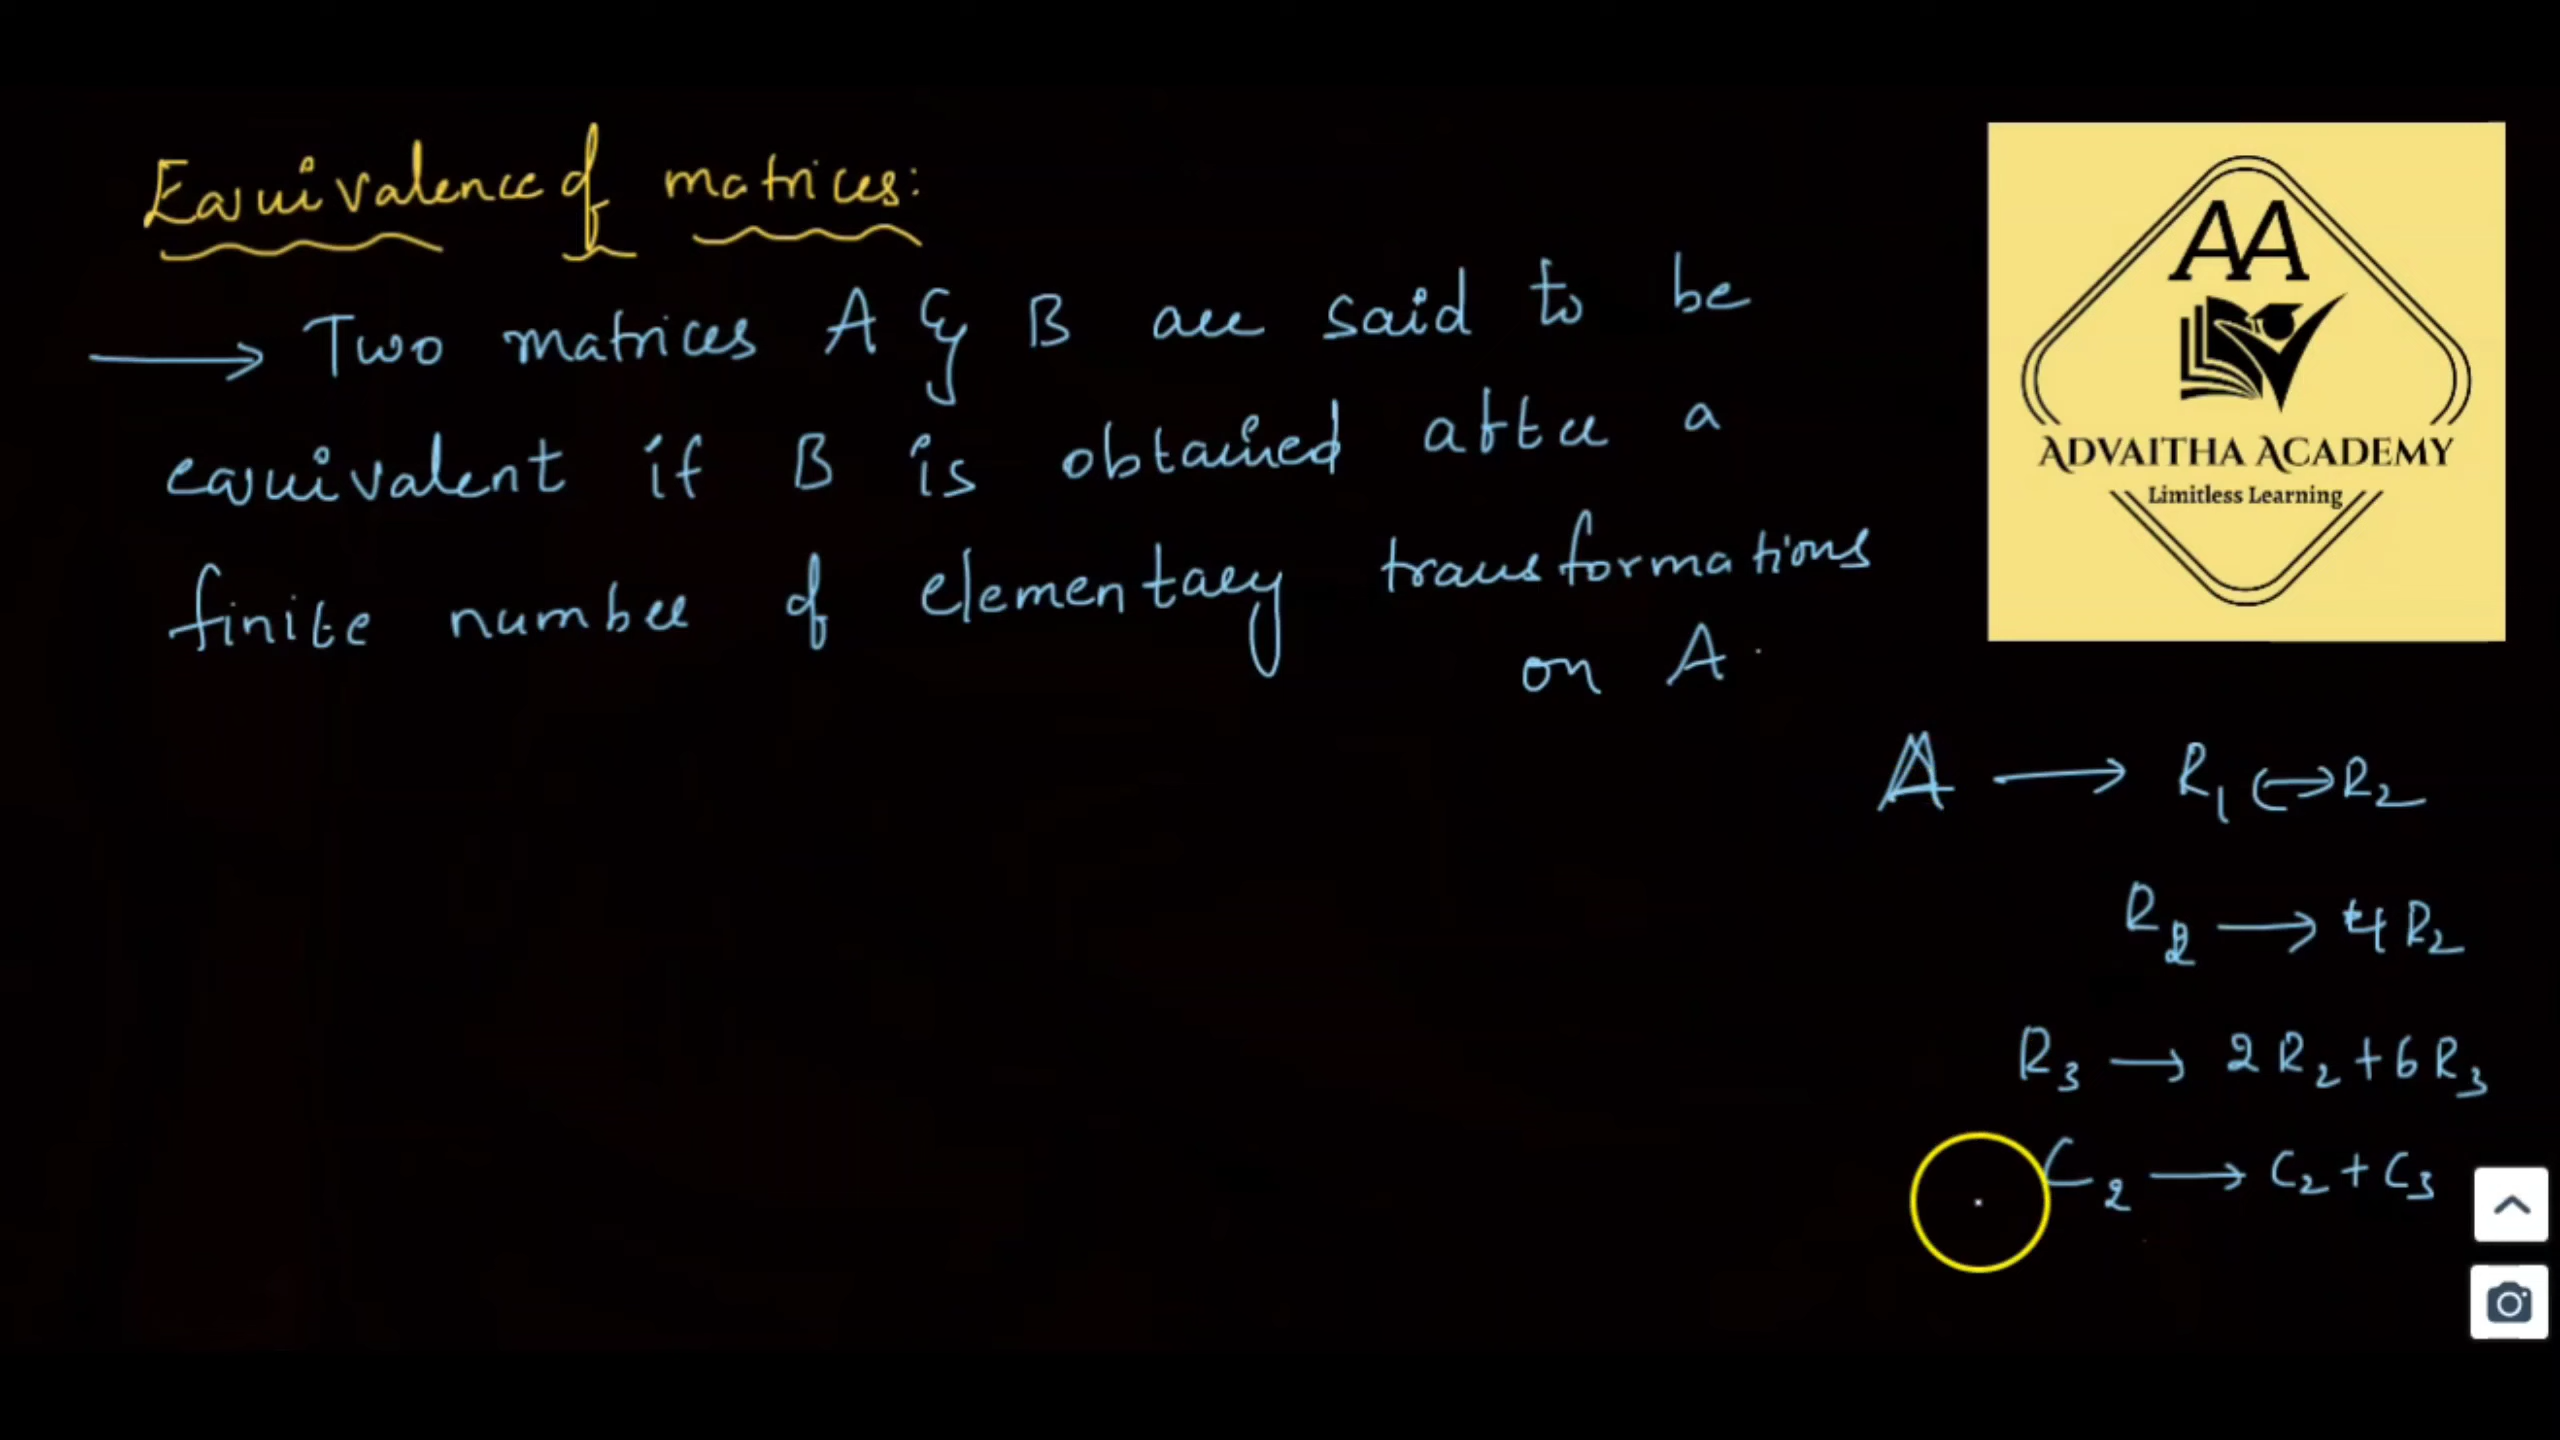 Equivalence of matrices:
⟶ Two matrices A & B are said to be
equivalent if B is obtained after a
finite number of elementary transformations
on A.
AA
ADVAITHA ACADEMY
Limitless Learning
A ⟶ R₁ ↔ R₂
R₂ ⟶ 4R₂
R₃ ⟶ 2R₂ + 6R₃
C₂ ⟶ C₂ + C₃